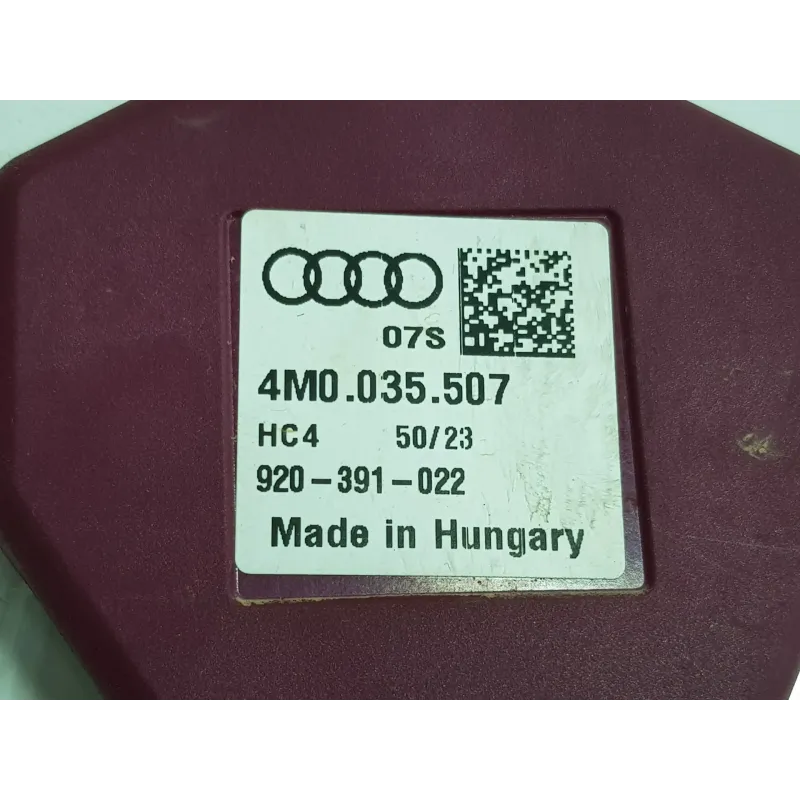 07S
4M0.035.507
HC4 50/23
920-391-022
Made in Hungary